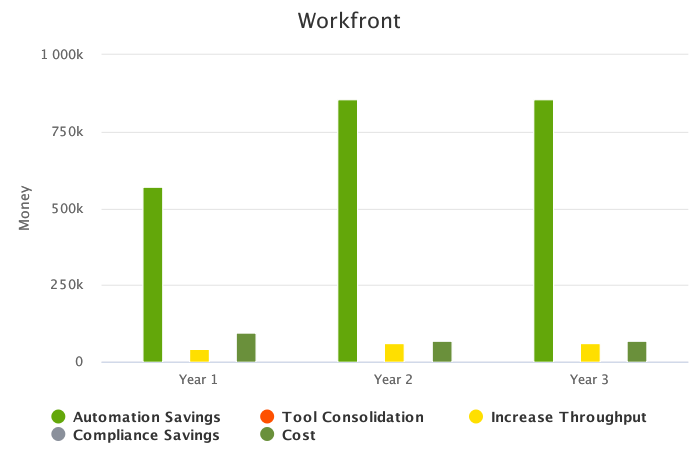 Workfront
1 000k
750k
500k
250k
0
Money
Year 1
Year 2
Year 3
Automation Savings
Tool Consolidation
Increase Throughput
Compliance Savings
Cost